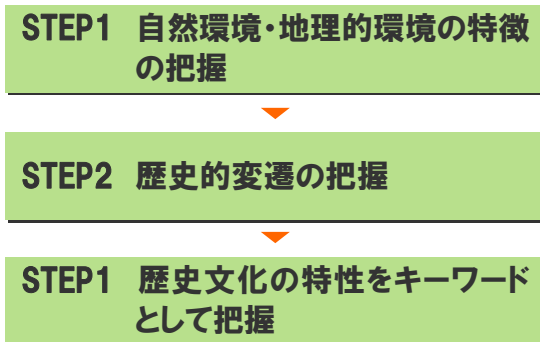 STEP1 自然環境・地理的環境の特徴
の把握
STEP2 歴史的変遷の把握
STEP1 歴史文化の特性をキーワード
として把握